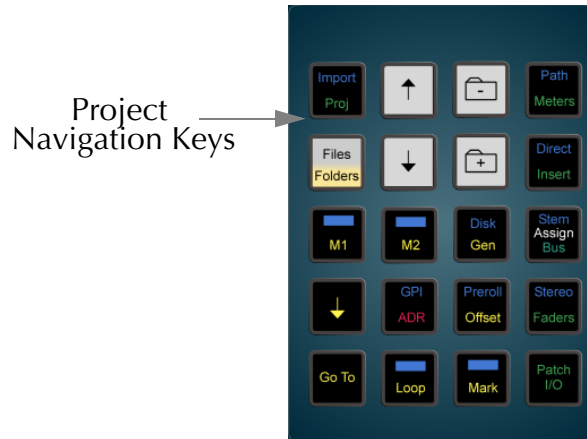 Project
Navigation Keys
Import
Proj
Path
Meters
Files
Folders
Direct
Insert
M1
M2
Disk
Gen
Stem
Assign
Bus
GPI
ADR
Preroll
Offset
Stereo
Faders
Go To
Loop
Mark
Patch
I/O